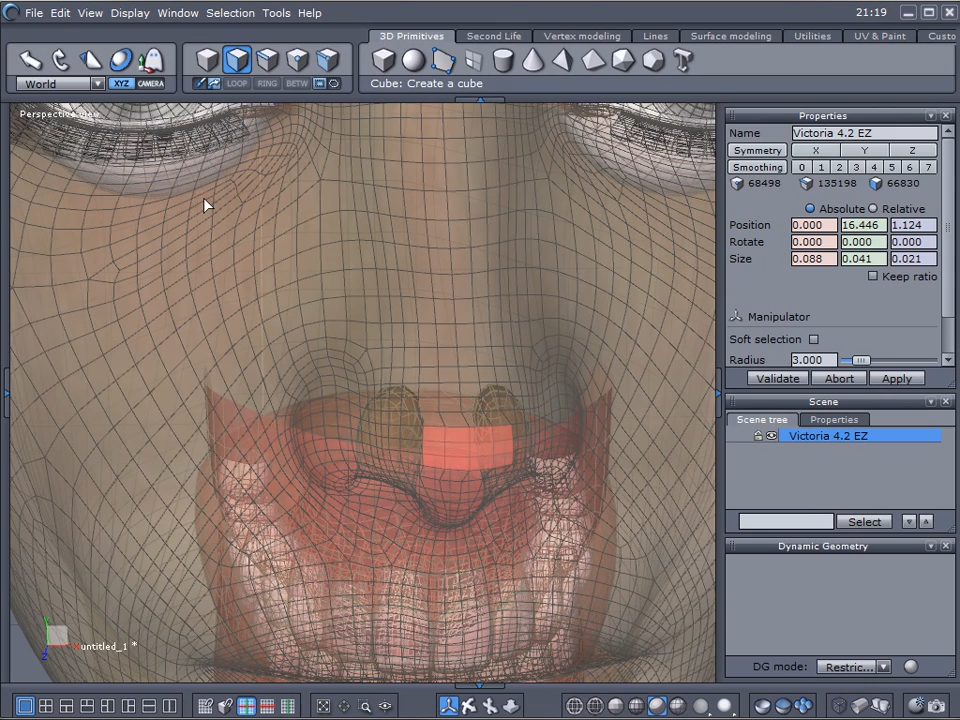 File Edit View Display Window Selection Tools Help 21:19
3D Primitives Second Life Vertex modeling Lines Surface modeling Utilities UV & Paint Custo
World XYZ CAMERA LOOP RING BETW Cube: Create a cube
Perspective view
Properties
Name Victoria 4.2 EZ
Symmetry X Y Z
Smoothing 0 1 2 3 4 5 6 7
68498 135198 66830
Absolute Relative
Position 0.000 16.446 1.124
Rotate 0.000 0.000 0.000
Size 0.088 0.041 0.021
Keep ratio
Manipulator
Soft selection
Radius 3.000
Validate Abort Apply
Scene
Scene tree Properties
Victoria 4.2 EZ
Select
Dynamic Geometry
Y
Z
untitled_1 *
DG mode: Restric...